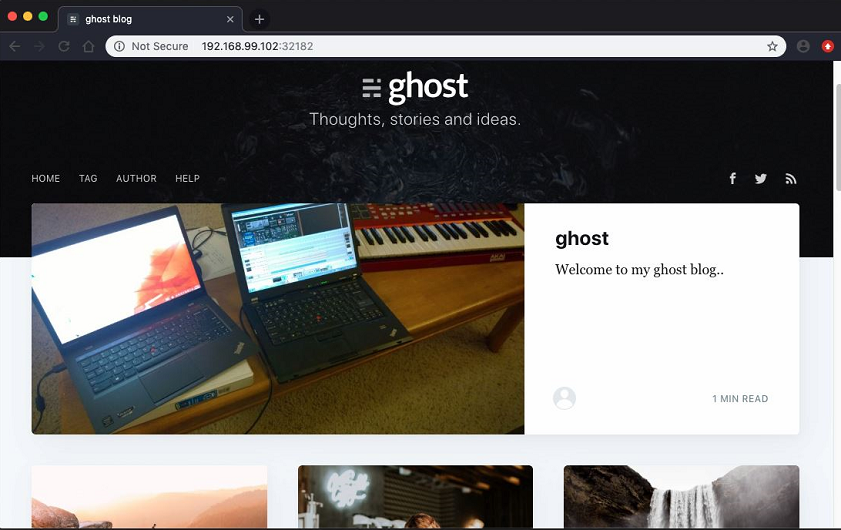 ghost blog
Not Secure 192.168.99.102:32182
ghost
Thoughts, stories and ideas.
HOME TAG AUTHOR HELP
ghost
Welcome to my ghost blog..
1 MIN READ